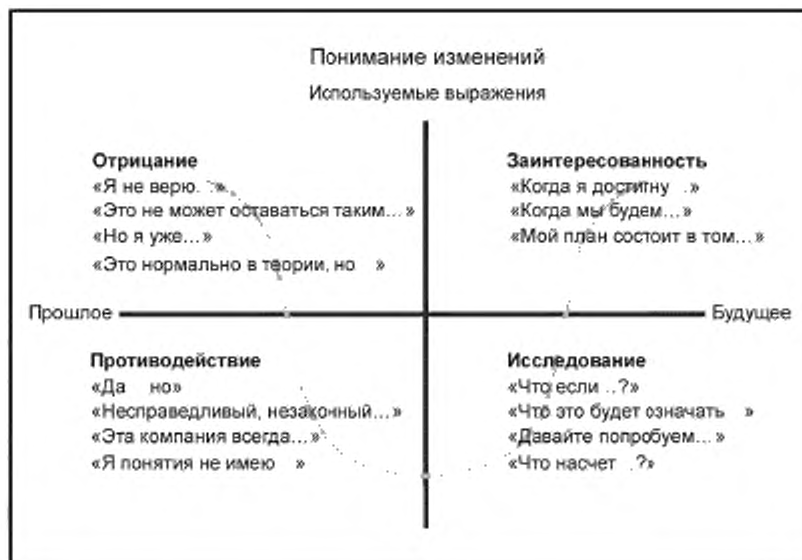 Понимание изменений
Используемые выражения
Отрицание
«Я не верю. »
«Это не может оставаться таким...»
«Но я уже...»
«Это нормально в теории, но »
Заинтересованность
«Когда я достигну .»
«Когда мы будем...»
«Мой план состоит в том...»
Прошлое
Будущее
Противодействие
«Да но»
«Несправедливый, незаконный...»
«Эта компания всегда...»
«Я понятия не имею »
Исследование
«Что если ..?»
«Что это будет означать »
«Давайте попробуем...»
«Что насчет .?»